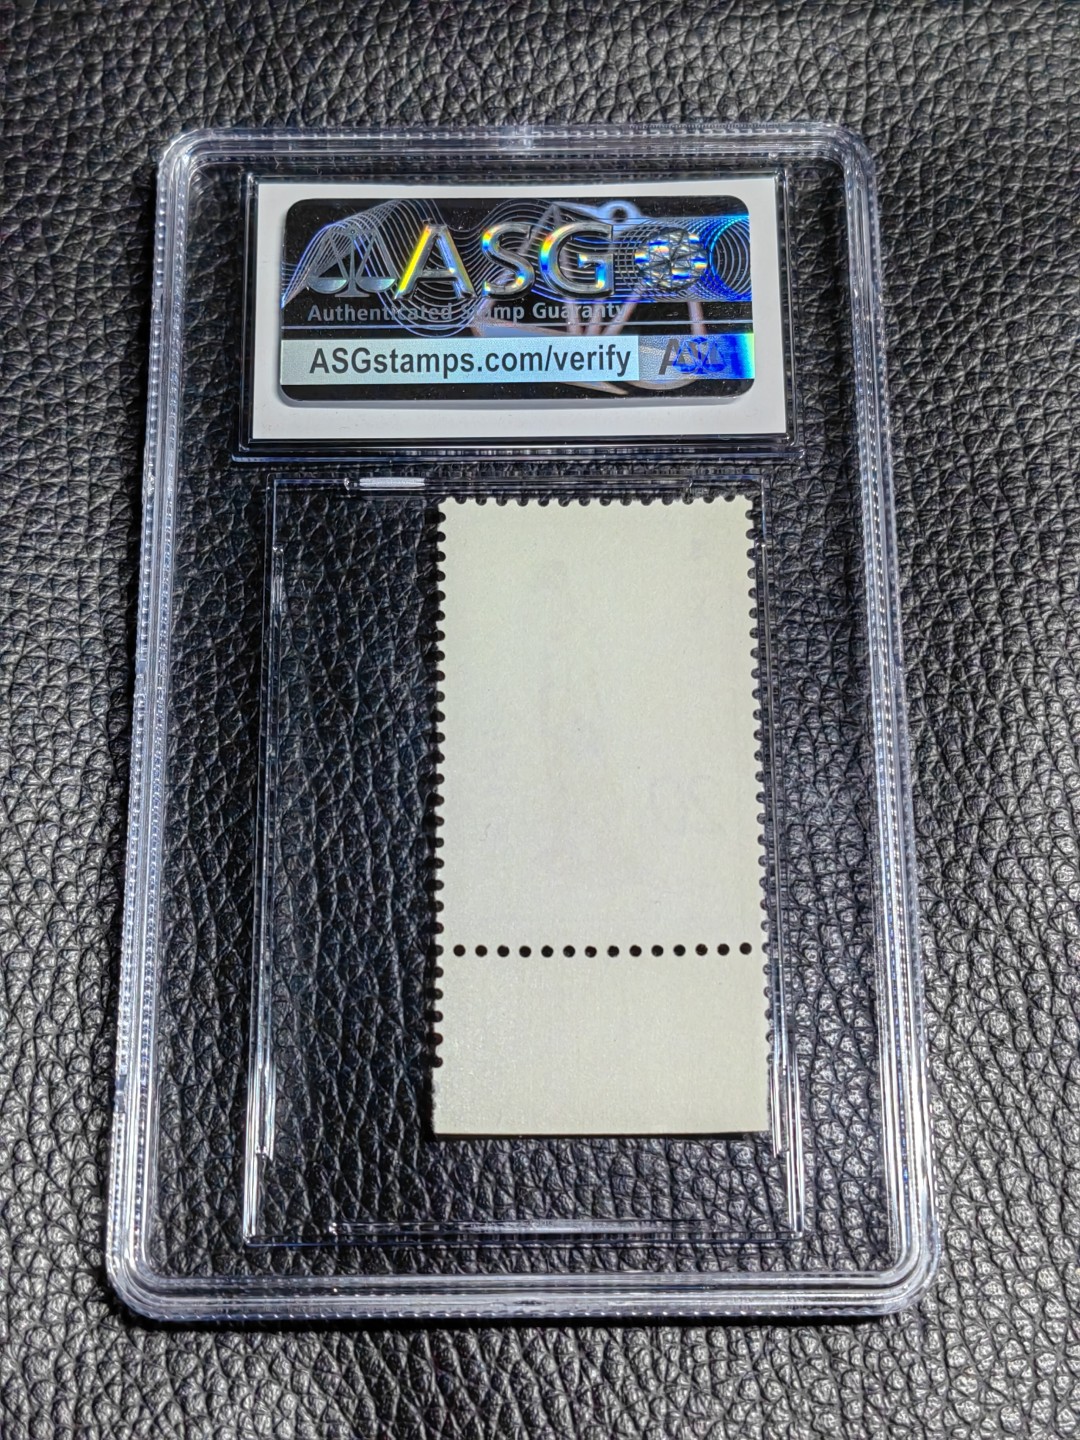 ASG
Authenticated Stamp Guaranty
ASGstamps.com/verify